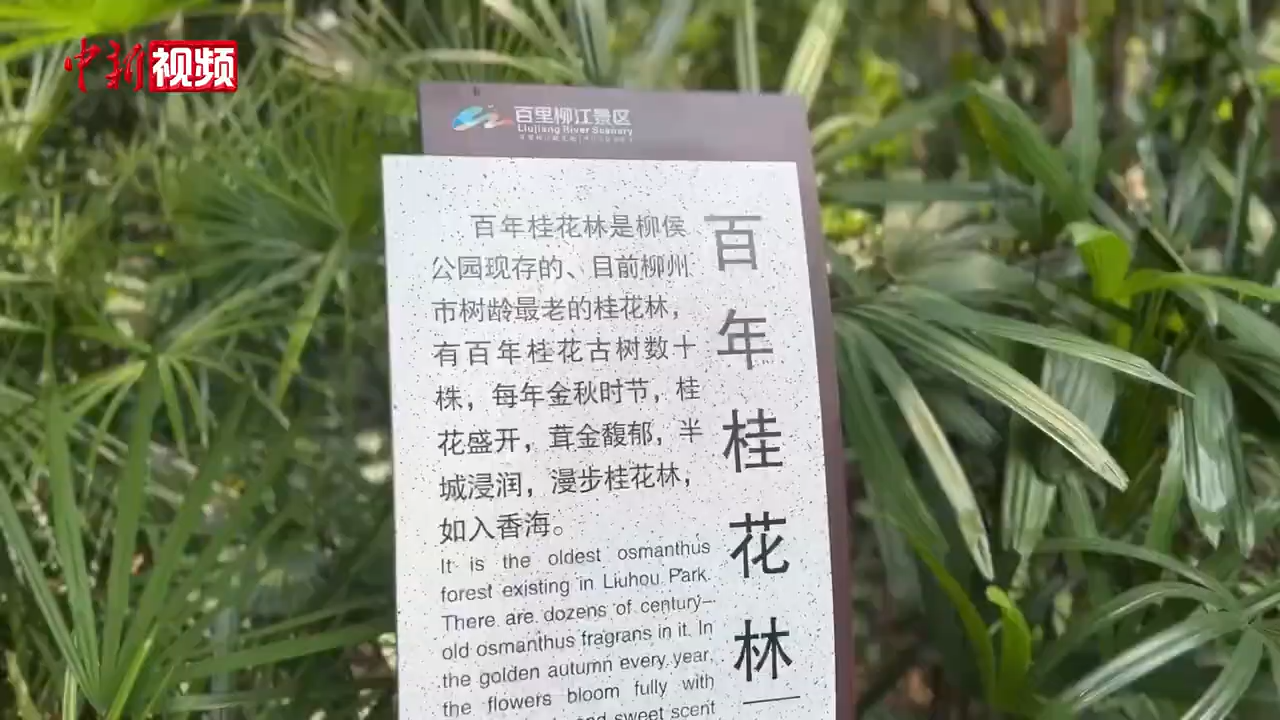 中新视频
百里柳江景区
Liujiang River Scenery
百年桂花林
百年桂花林是柳侯
公园现存的、目前柳州
市树龄最老的桂花林，
有百年桂花古树数十
株，每年金秋时节，桂
花盛开，茸金馥郁，半
城浸润，漫步桂花林，
如入香海。
It is the oldest osmanthus
forest existing in Liuhou Park.
There are dozens of century-
old osmanthus fragrans in it. In
the golden autumn every year,
the flowers bloom fully with
and sweet scent